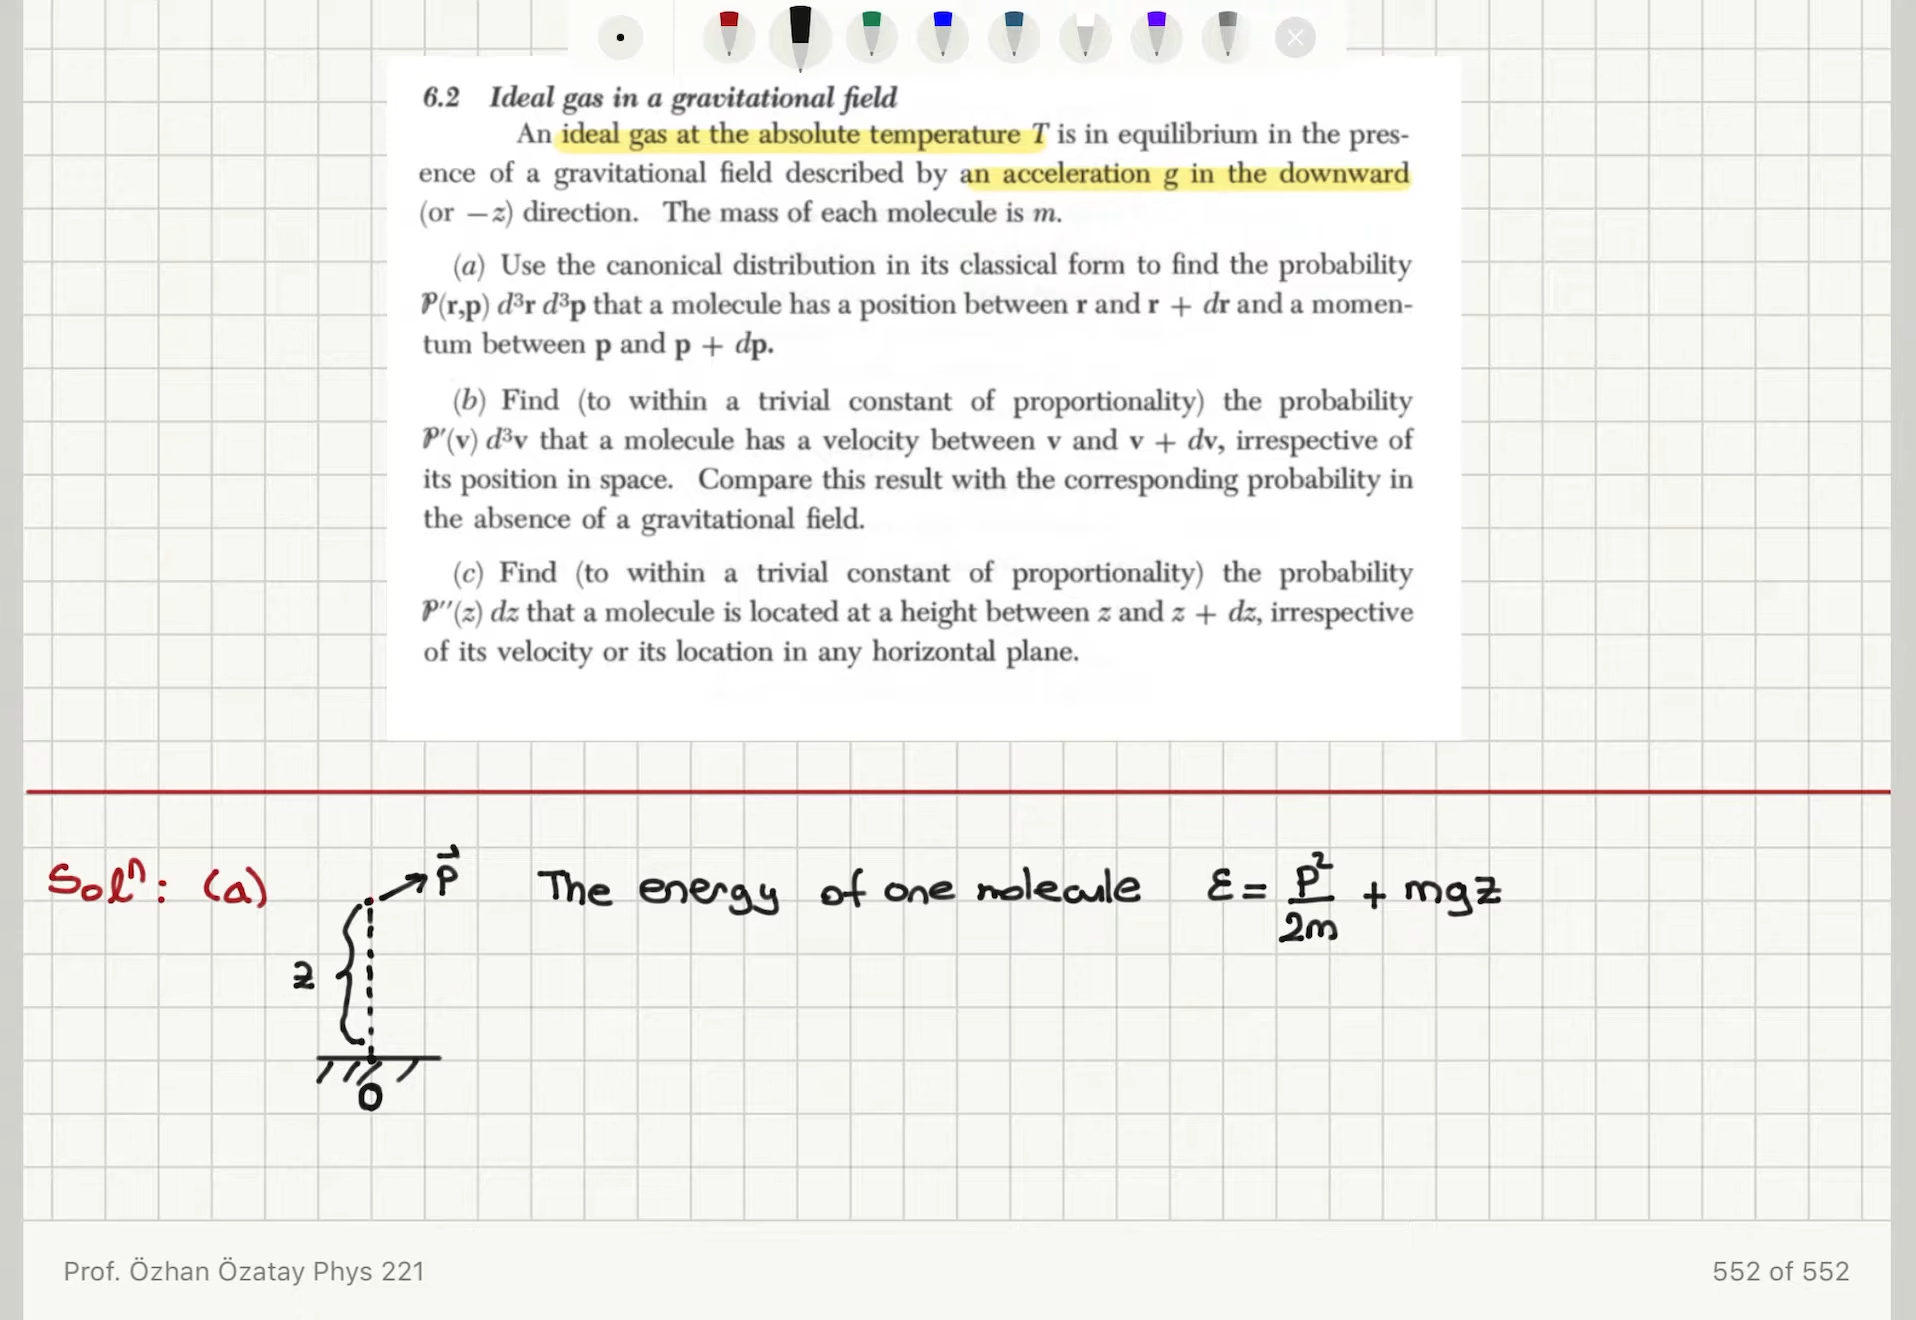 6.2 Ideal gas in a gravitational field
An ideal gas at the absolute temperature T is in equilibrium in the pres-
ence of a gravitational field described by an acceleration g in the downward
(or −z) direction. The mass of each molecule is m.
(a) Use the canonical distribution in its classical form to find the probability
𝒫(r,p) d³r d³p that a molecule has a position between r and r + dr and a momen-
tum between p and p + dp.
(b) Find (to within a trivial constant of proportionality) the probability
𝒫′(v) d³v that a molecule has a velocity between v and v + dv, irrespective of
its position in space. Compare this result with the corresponding probability in
the absence of a gravitational field.
(c) Find (to within a trivial constant of proportionality) the probability
𝒫″(z) dz that a molecule is located at a height between z and z + dz, irrespective
of its velocity or its location in any horizontal plane.
Solⁿ: (a) p⃗ The energy of one molecule ε = p²/2m + mgz
z
O
Prof. Özhan Özatay Phys 221 552 of 552